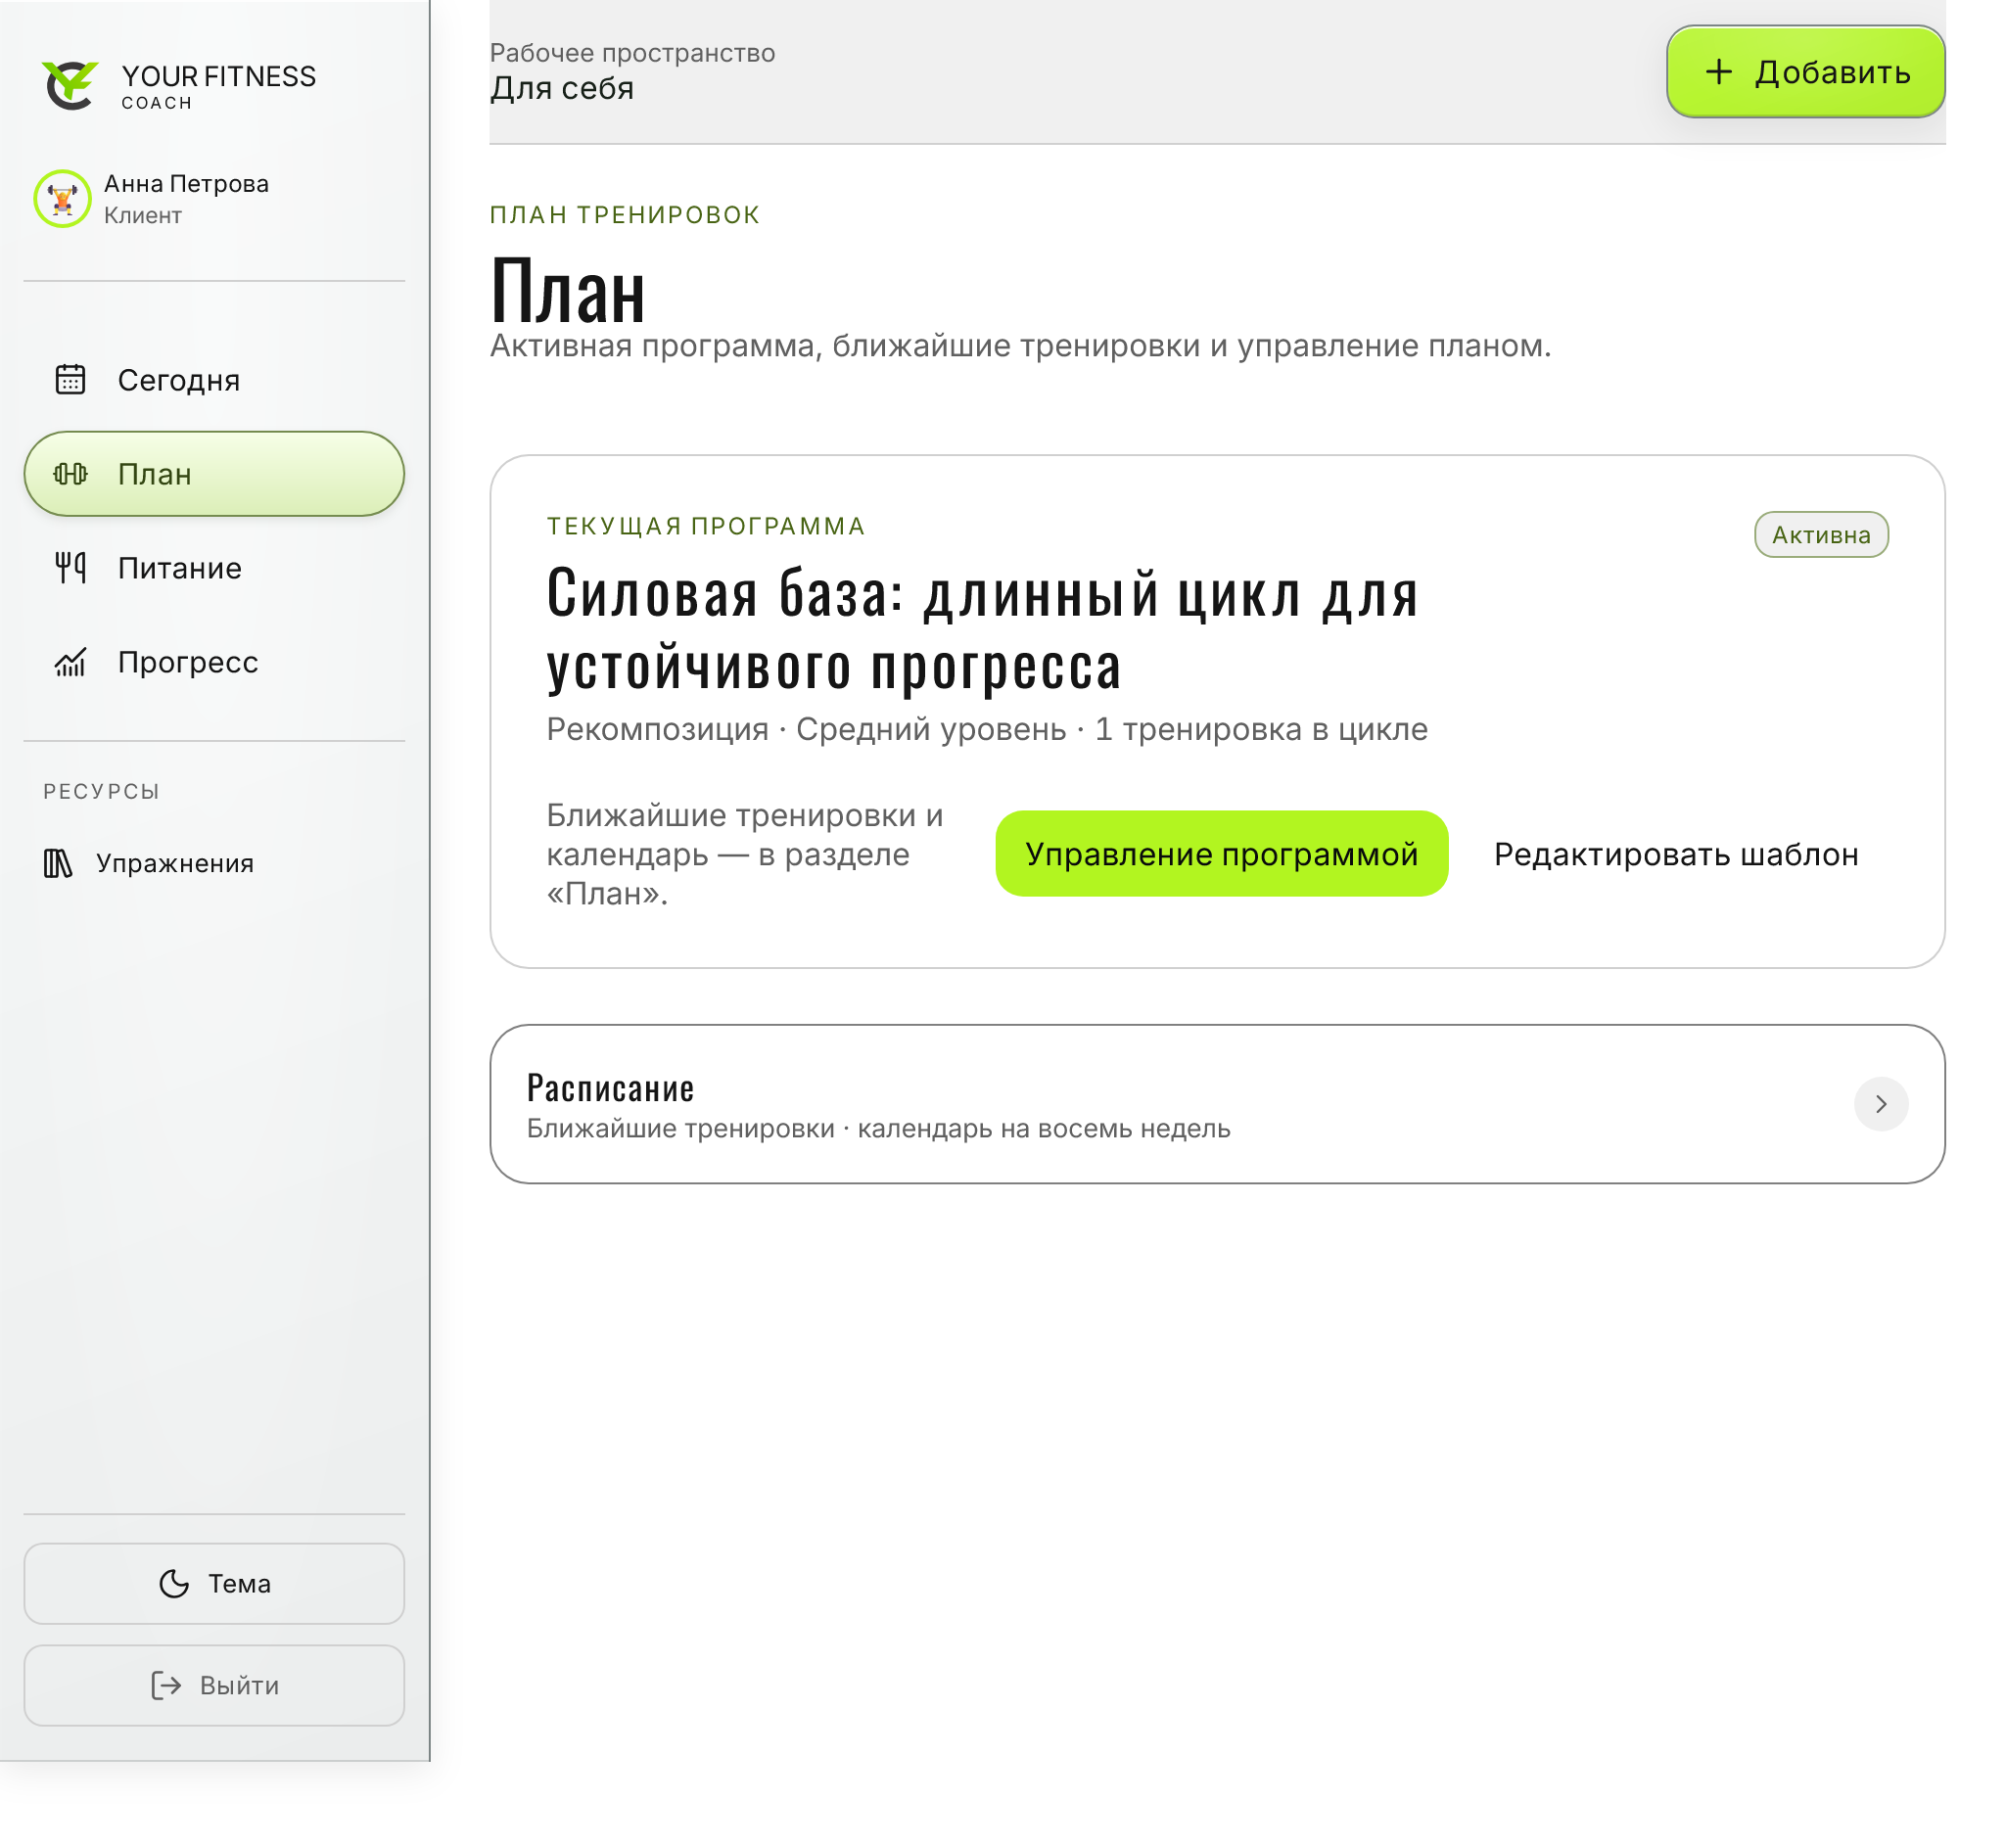 YOUR FITNESS
COACH
Анна Петрова
Клиент
Сегодня
План
Питание
Прогресс
РЕСУРСЫ
Упражнения
Тема
Выйти
Рабочее пространство
Для себя
Добавить
ПЛАН ТРЕНИРОВОК
План
Активная программа, ближайшие тренировки и управление планом.
ТЕКУЩАЯ ПРОГРАММА
Активна
Силовая база: длинный цикл для
устойчивого прогресса
Рекомпозиция · Средний уровень · 1 тренировка в цикле
Ближайшие тренировки и
календарь — в разделе
«План».
Управление программой
Редактировать шаблон
Расписание
Ближайшие тренировки · календарь на восемь недель